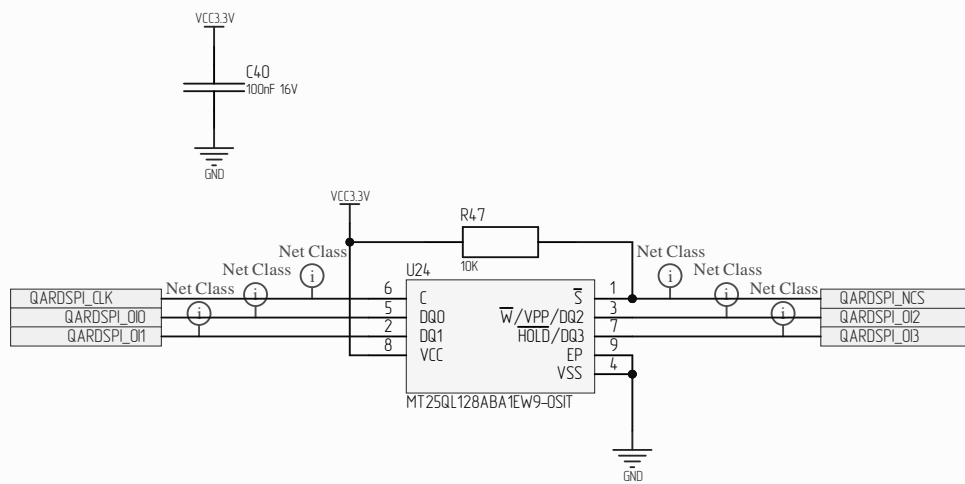 VCC3.3V
C40
100nF 16V
GND
VCC3.3V
R47
10K
Net Class
Net Class
Net Class
Net Class
Net Class
Net Class
i
i
i
i
i
i
U24
QARDSPI_CLK
6
C
S
1
QARDSPI_NCS
QARDSPI_OI0
5
DQ0
W/VPP/DQ2
3
QARDSPI_OI2
QARDSPI_OI1
2
DQ1
HOLD/DQ3
7
QARDSPI_OI3
8
VCC
EP
9
VSS
4
MT25QL128ABA1EW9-0SIT
GND